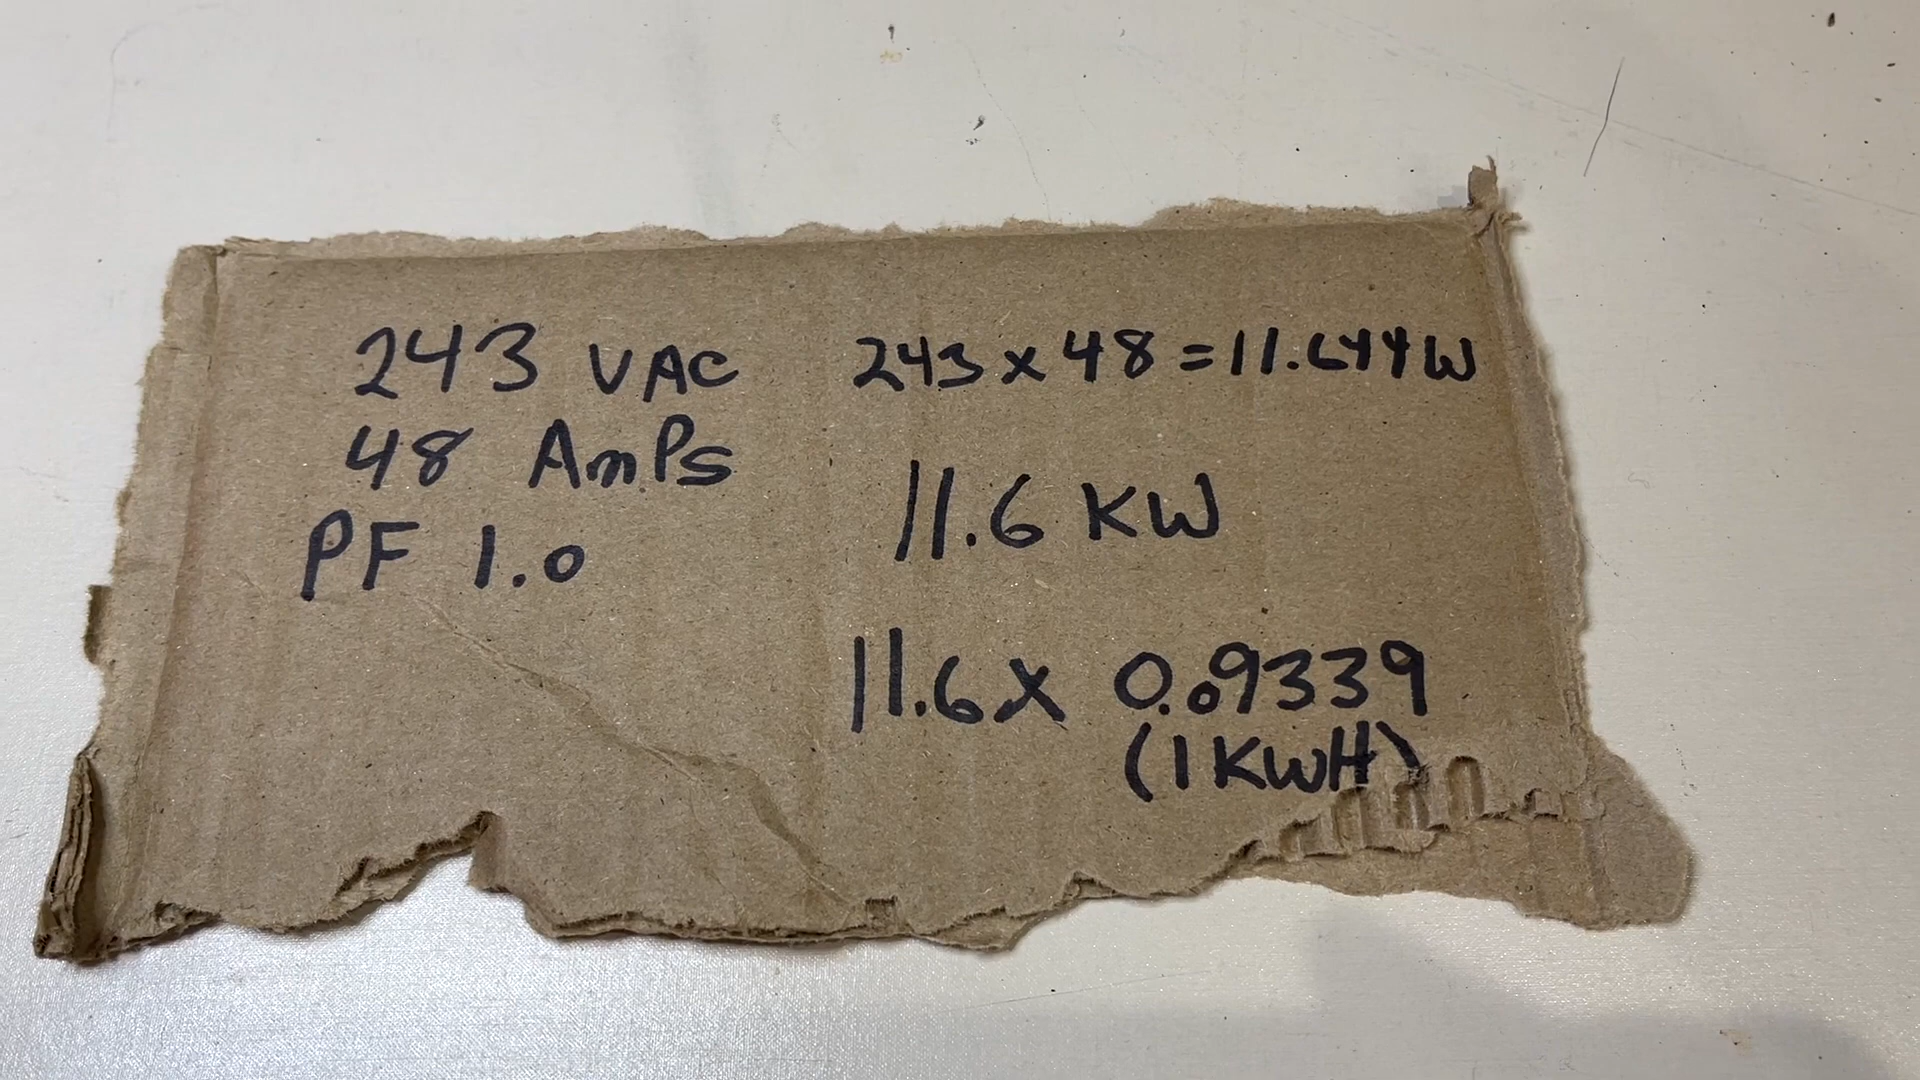 243 VAC
48 AmPs
PF 1.0
243 x 48 = 11.644W
11.6 KW
11.6 x 0.09339
(1 KWH)